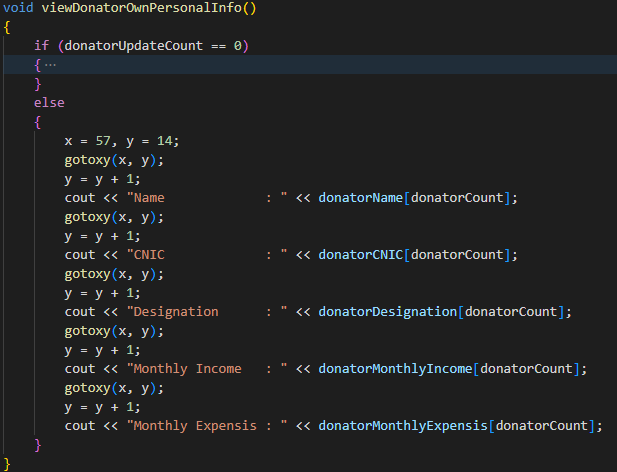 void viewDonatorOwnPersonalInfo()
{
    if (donatorUpdateCount == 0)
    { ···
    }
    else
    {
        x = 57, y = 14;
        gotoxy(x, y);
        y = y + 1;
        cout << "Name             : " << donatorName[donatorCount];
        gotoxy(x, y);
        y = y + 1;
        cout << "CNIC             : " << donatorCNIC[donatorCount];
        gotoxy(x, y);
        y = y + 1;
        cout << "Designation      : " << donatorDesignation[donatorCount];
        gotoxy(x, y);
        y = y + 1;
        cout << "Monthly Income   : " << donatorMonthlyIncome[donatorCount];
        gotoxy(x, y);
        y = y + 1;
        cout << "Monthly Expensis : " << donatorMonthlyExpensis[donatorCount];
    }
}